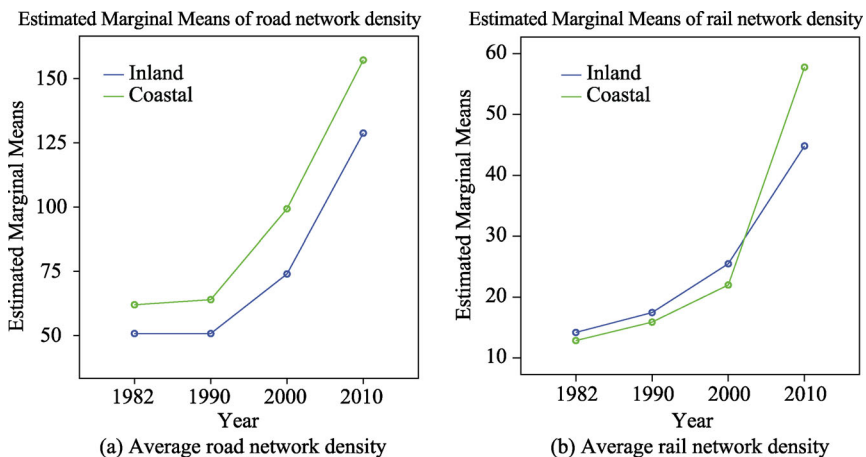 Estimated Marginal Means of road network density
Estimated Marginal Means
150
125
100
75
50
Inland
Coastal
1982 1990 2000 2010
Year
(a) Average road network density
Estimated Marginal Means of rail network density
Estimated Marginal Means
60
50
40
30
20
10
Inland
Coastal
1982 1990 2000 2010
Year
(b) Average rail network density